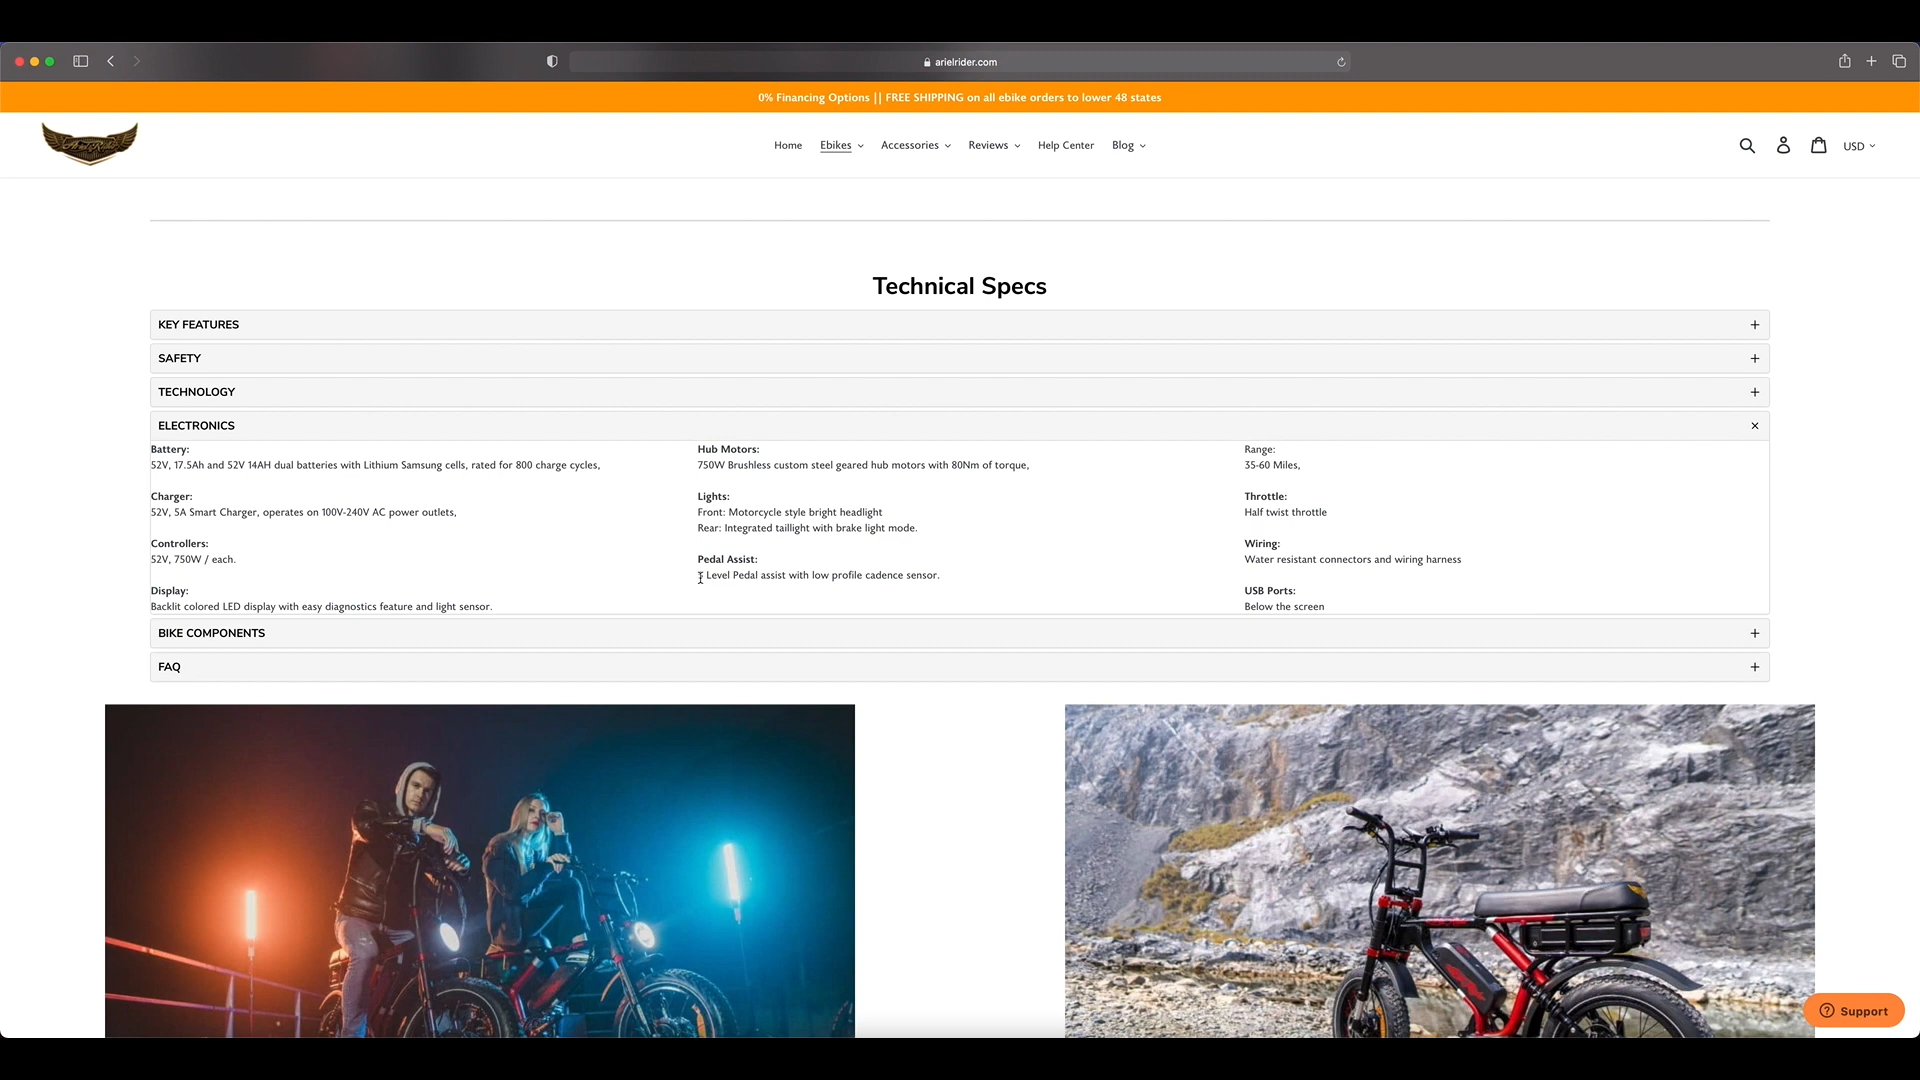 arielrider.com
0% Financing Options || FREE SHIPPING on all ebike orders to lower 48 states
Home Ebikes Accessories Reviews Help Center Blog USD
Technical Specs
KEY FEATURES
SAFETY
TECHNOLOGY
ELECTRONICS
Battery:
52V, 17.5Ah and 52V 14AH dual batteries with Lithium Samsung cells, rated for 800 charge cycles,
Charger:
52V, 5A Smart Charger, operates on 100V-240V AC power outlets,
Controllers:
52V, 750W / each.
Display:
Backlit colored LED display with easy diagnostics feature and light sensor.
Hub Motors:
750W Brushless custom steel geared hub motors with 80Nm of torque,
Lights:
Front: Motorcycle style bright headlight
Rear: Integrated taillight with brake light mode.
Pedal Assist:
Level Pedal assist with low profile cadence sensor.
Range:
35-60 Miles,
Throttle:
Half twist throttle
Wiring:
Water resistant connectors and wiring harness
USB Ports:
Below the screen
BIKE COMPONENTS
FAQ
Support